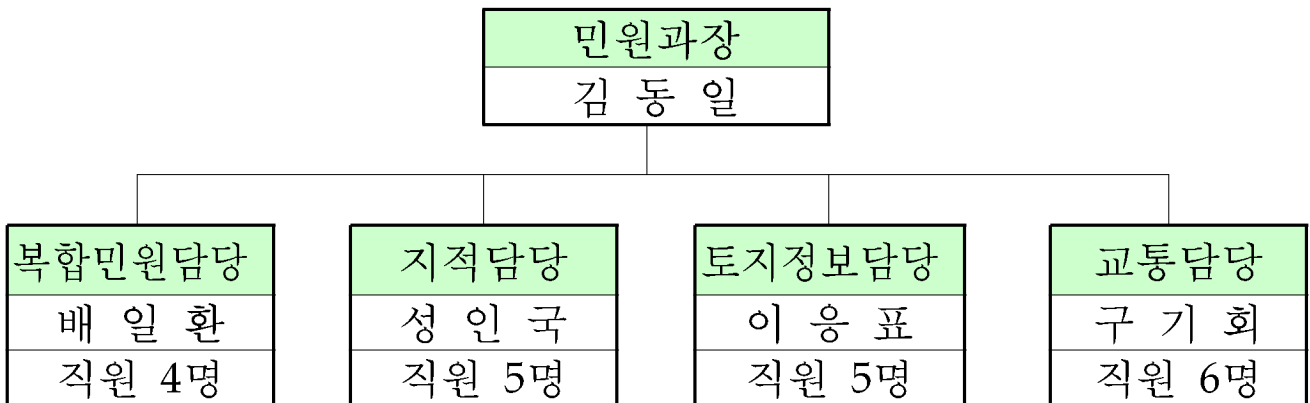 민원과장
김 동 일
복합민원담당
배 일 환
직원 4명
지적담당
성 인 국
직원 5명
토지정보담당
이 응 표
직원 5명
교통담당
구 기 회
직원 6명